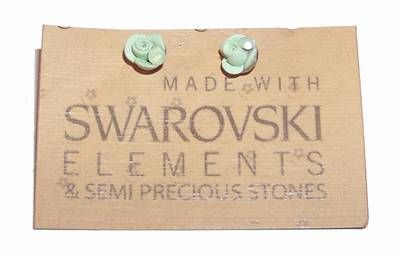 MADE WITH
SWAROVSKI
ELEMENTS
& SEMI PRECIOUS STONES